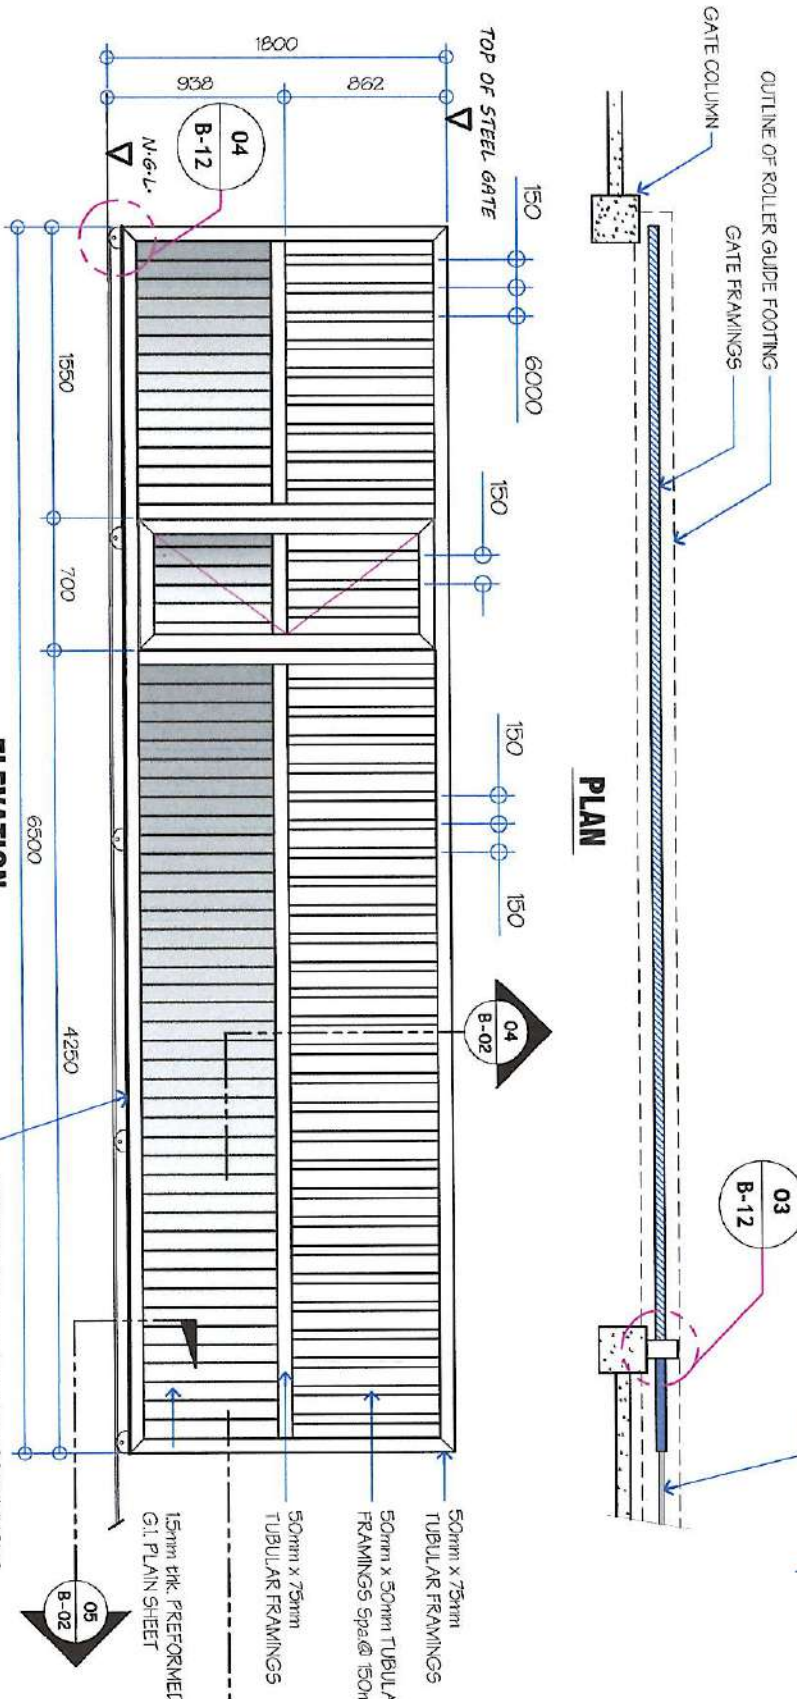 OUTLINE OF ROLLER GUIDE FOOTING
GATE COLUMN
GATE FRAMINGS
03
B-12
PLAN
TOP OF STEEL GATE
150
6000
150
150
150
1800
862
938
04
B-12
N.G.L.
04
B-02
1550
700
4250
6500
50mm x 75mm
TUBULAR FRAMINGS
50mm x 50mm
FRAMINGS Spa.@
50mm x 75mm
TUBULAR FRAMINGS
1.5mm thk. PREFORMED
G.I. PLAIN SHEET
05
B-02